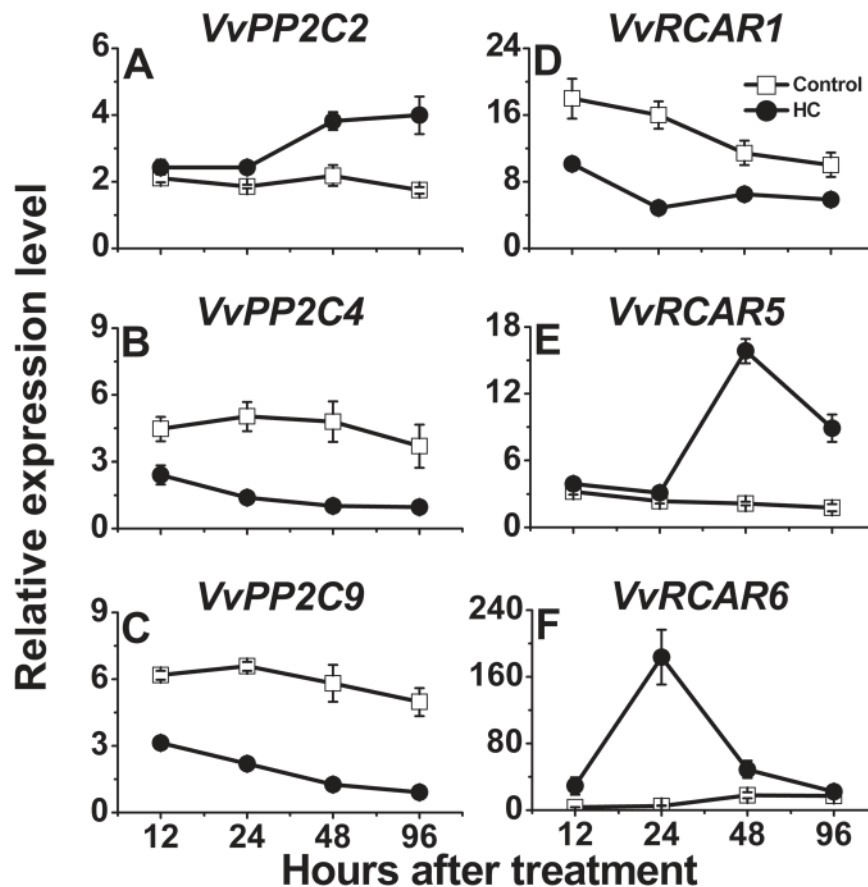 Relative expression level
VvPP2C2
A
6
4
2
0
VvRCAR1
D
24
16
8
0
Control
HC
VvPP2C4
B
9
6
3
0
VvRCAR5
E
18
12
6
0
VvPP2C9
C
9
6
3
0
12 24 48 96
VvRCAR6
F
240
160
80
0
12 24 48 96
Hours after treatment